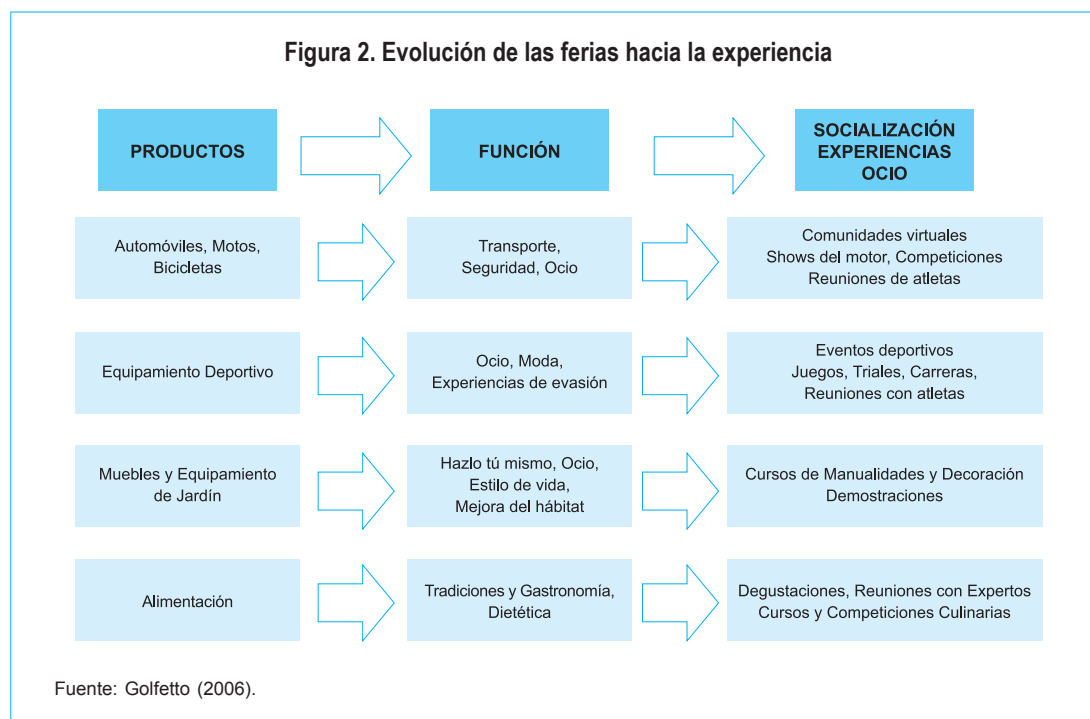 Figura 2. Evolución de las ferias hacia la experiencia
PRODUCTOS
FUNCIÓN
SOCIALIZACIÓN
EXPERIENCIAS
OCIO
Automóviles, Motos,
Bicicletas
Transporte,
Seguridad, Ocio
Comunidades virtuales
Shows del motor, Competiciones
Reuniones de atletas
Equipamiento Deportivo
Ocio, Moda,
Experiencias de evasión
Eventos deportivos
Juegos, Triales, Carreras,
Reuniones con atletas
Muebles y Equipamiento
de Jardín
Hazlo tú mismo, Ocio,
Estilo de vida,
Mejora del hábitat
Cursos de Manualidades y Decoración
Demostraciones
Alimentación
Tradiciones y Gastronomía,
Dietética
Degustaciones, Reuniones con Expertos
Cursos y Competiciones Culinarias
Fuente: Golfetto (2006).